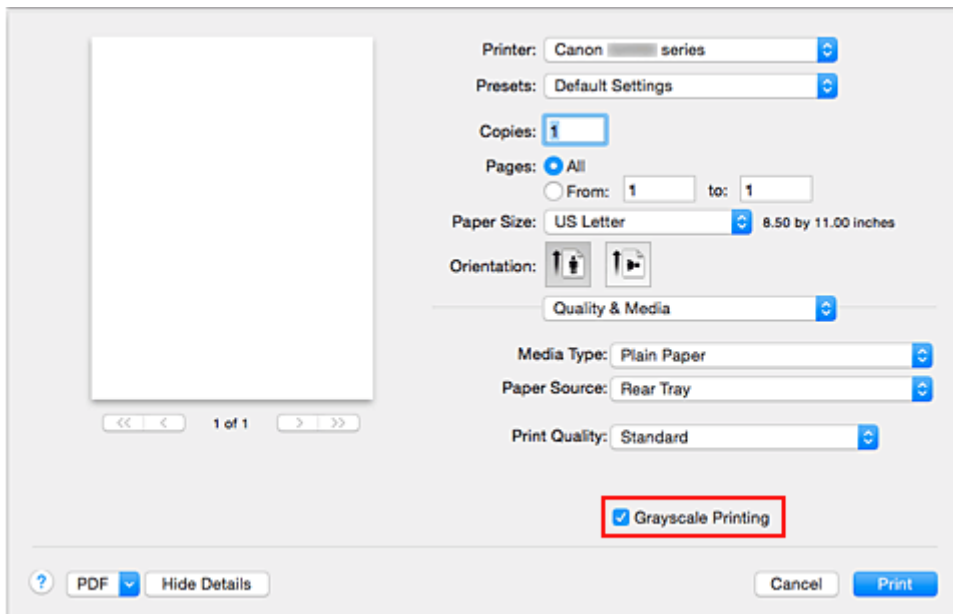 Printer: Canon series
Presets: Default Settings
Copies: 1
Pages: All
From: 1 to: 1
Paper Size: US Letter 8.50 by 11.00 inches
Orientation:
Quality & Media
Media Type: Plain Paper
Paper Source: Rear Tray
1 of 1
Print Quality: Standard
Grayscale Printing
? PDF Hide Details Cancel Print